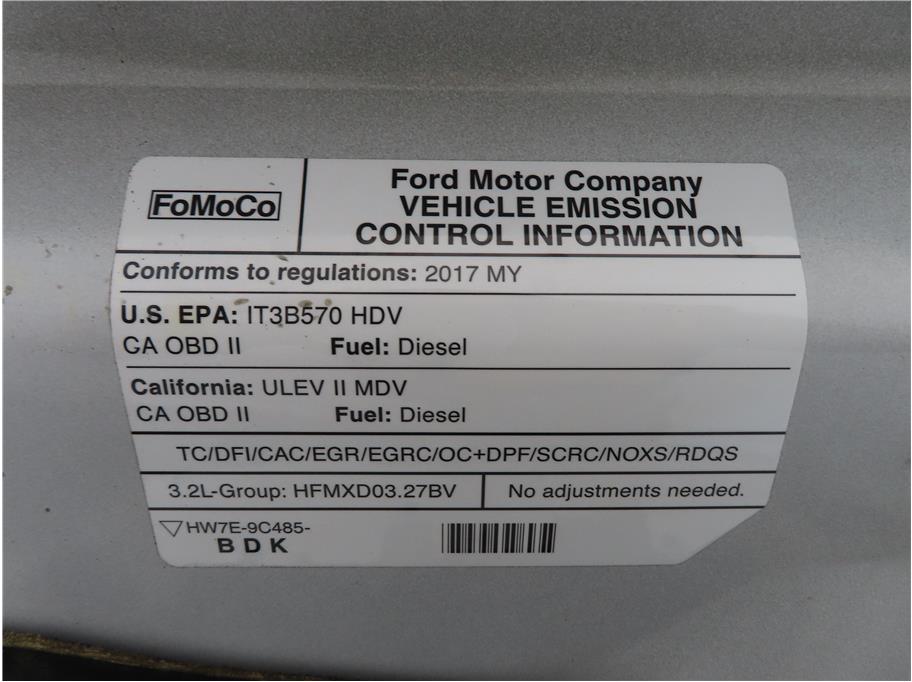 FoMoCo
Ford Motor Company
VEHICLE EMISSION
CONTROL INFORMATION
Conforms to regulations: 2017 MY
U.S. EPA: IT3B570 HDV
CA OBD II Fuel: Diesel
California: ULEV II MDV
CA OBD II Fuel: Diesel
TC/DFI/CAC/EGR/EGRC/OC+DPF/SCRC/NOXS/RDQS
3.2L-Group: HFMXD03.27BV
No adjustments needed.
HW7E-9C485-
BDK